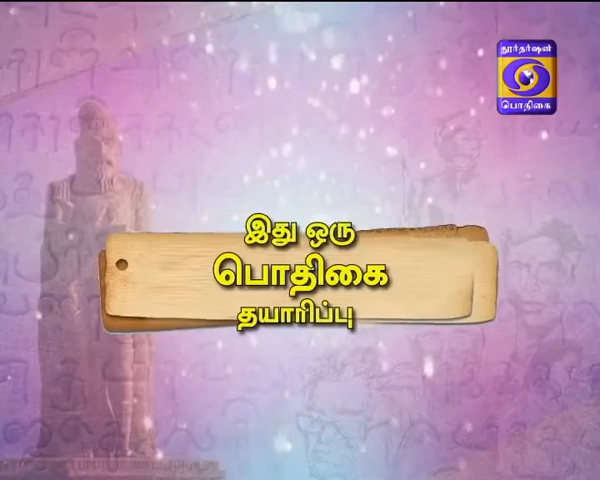 தூர்தர்ஷன்
பொதிகை
இது ஒரு
பொதிகை
தயாரிப்பு